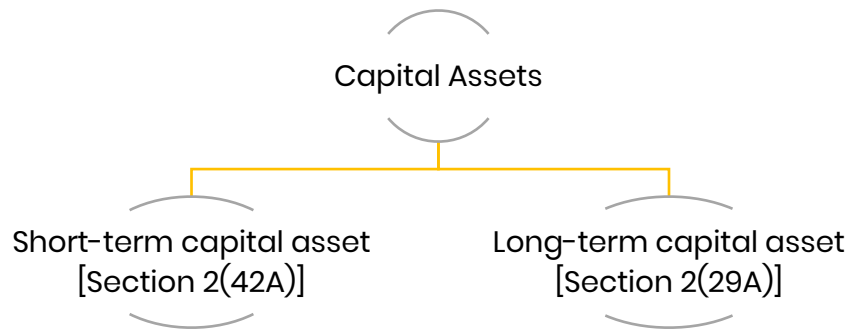 Capital Assets
Short-term capital asset
[Section 2(42A)]
Long-term capital asset
[Section 2(29A)]